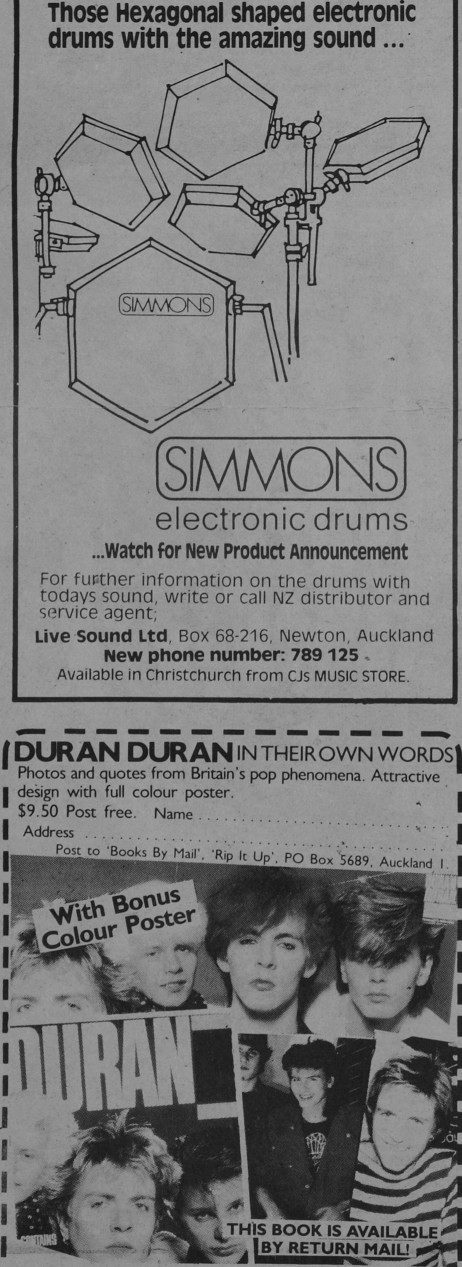 Those Hexagonal shaped electronic
drums with the amazing sound ...
SIMMONS
SIMMONS
electronic drums
...Watch for New Product Announcement
For further information on the drums with
todays sound, write or call NZ distributor and
service agent;
Live Sound Ltd, Box 68-216, Newton, Auckland
New phone number: 789 125
Available in Christchurch from CJs MUSIC STORE.
DURAN DURAN IN THEIR OWN WORDS
Photos and quotes from Britain's pop phenomena. Attractive
design with full colour poster.
$9.50 Post free. Name
Address
Post to 'Books By Mail', 'Rip It Up', PO Box 5689, Auckland 1.
With Bonus
Colour Poster
DURAN
CONTAINS
THIS BOOK IS AVAILABLE
BY RETURN MAIL!